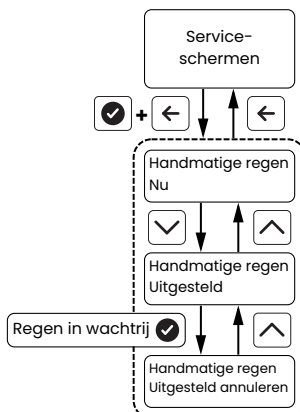 Service-
schermen
+
Handmatige regen
Nu
Handmatige regen
Uitgesteld
Regen in wachtrij
Handmatige regen
Uitgesteld annuleren